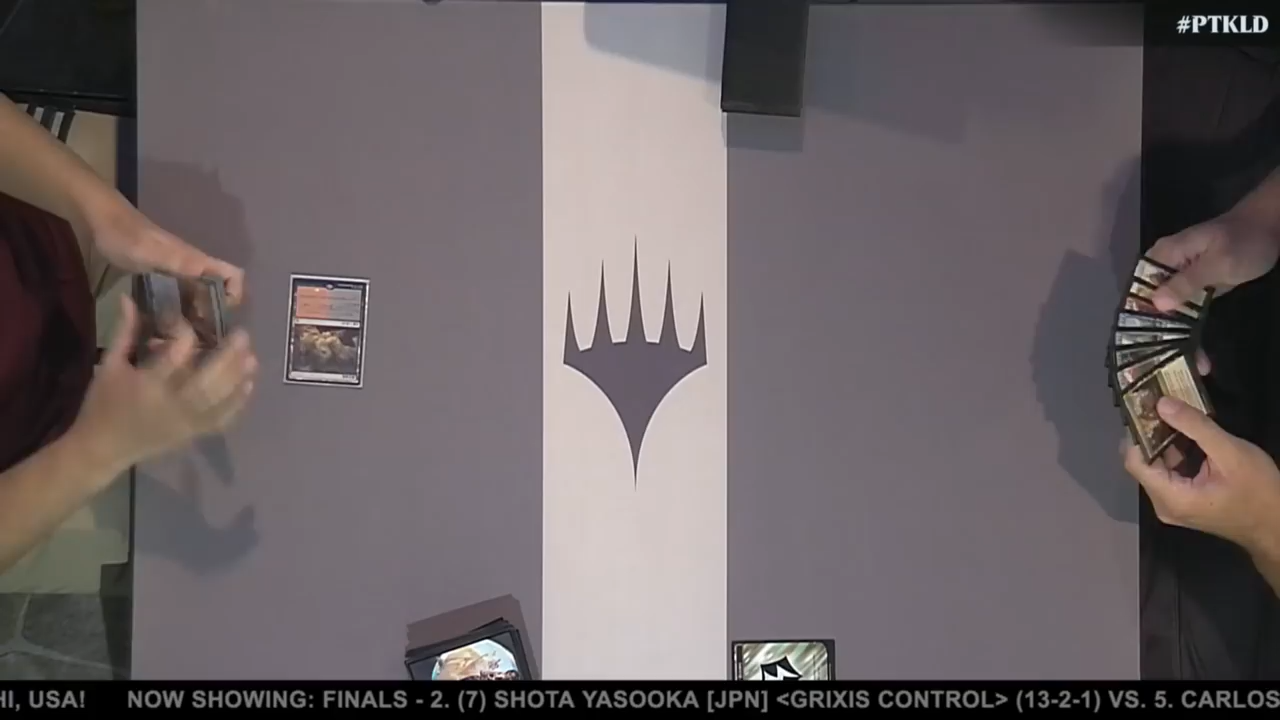 #PTKLD
HI, USA! NOW SHOWING: FINALS - 2. (7) SHOTA YASOOKA [JPN] <GRIXIS CONTROL> (13-2-1) VS. 5. CARLOS